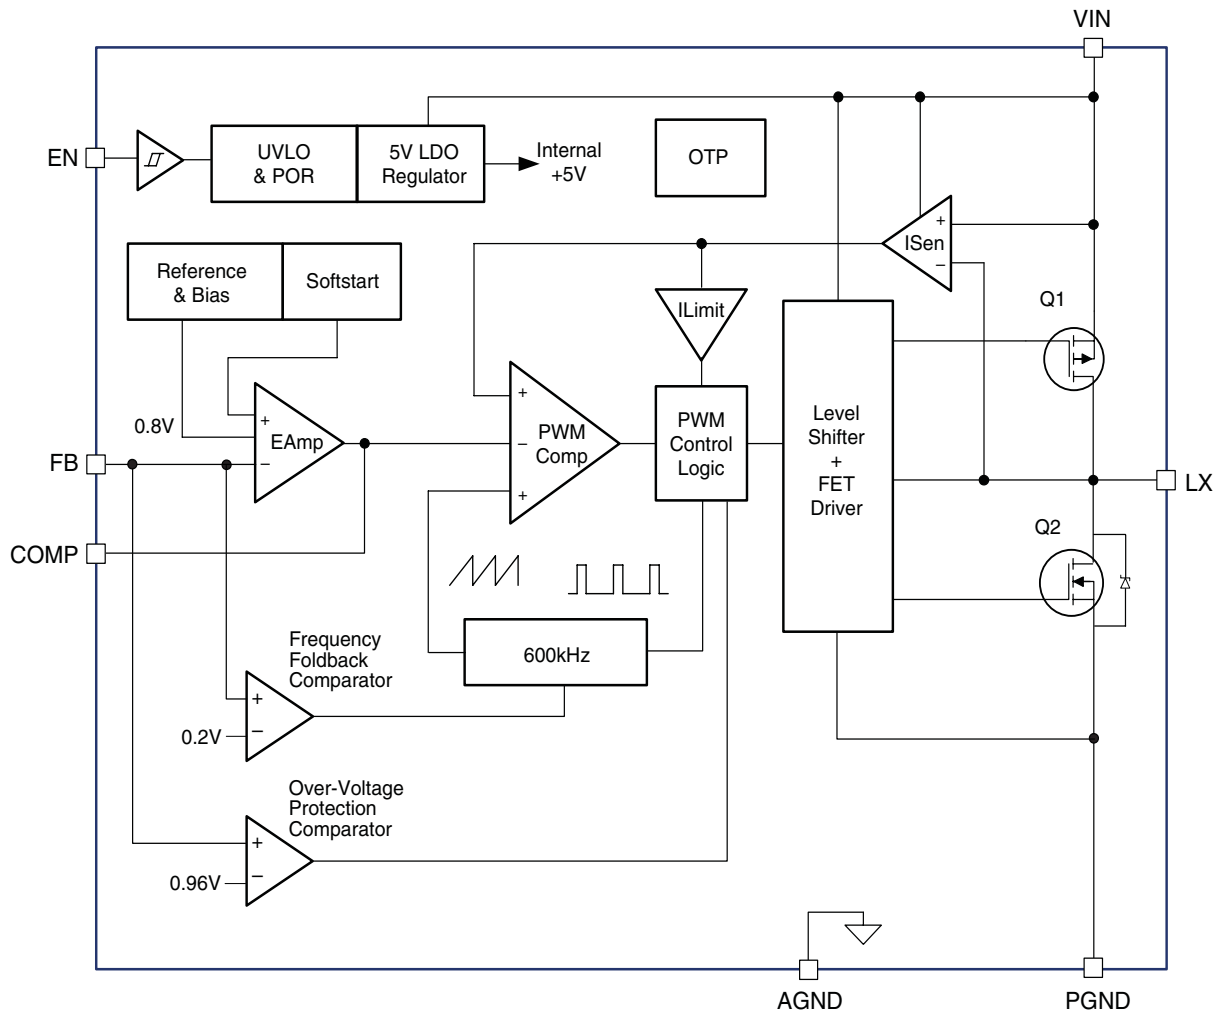 VIN
EN
UVLO
& POR
5V LDO
Regulator
Internal
+5V
OTP
Reference
& Bias
Softstart
+
ISen
−
ILimit
Q1
0.8V
+
EAmp
−
+
−
PWM
Comp
+
PWM
Control
Logic
Level
Shifter
+
FET
Driver
FB
COMP
LX
Q2
600kHz
Frequency
Foldback
Comparator
+
0.2V
−
Over-Voltage
Protection
Comparator
+
0.96V
−
AGND
PGND